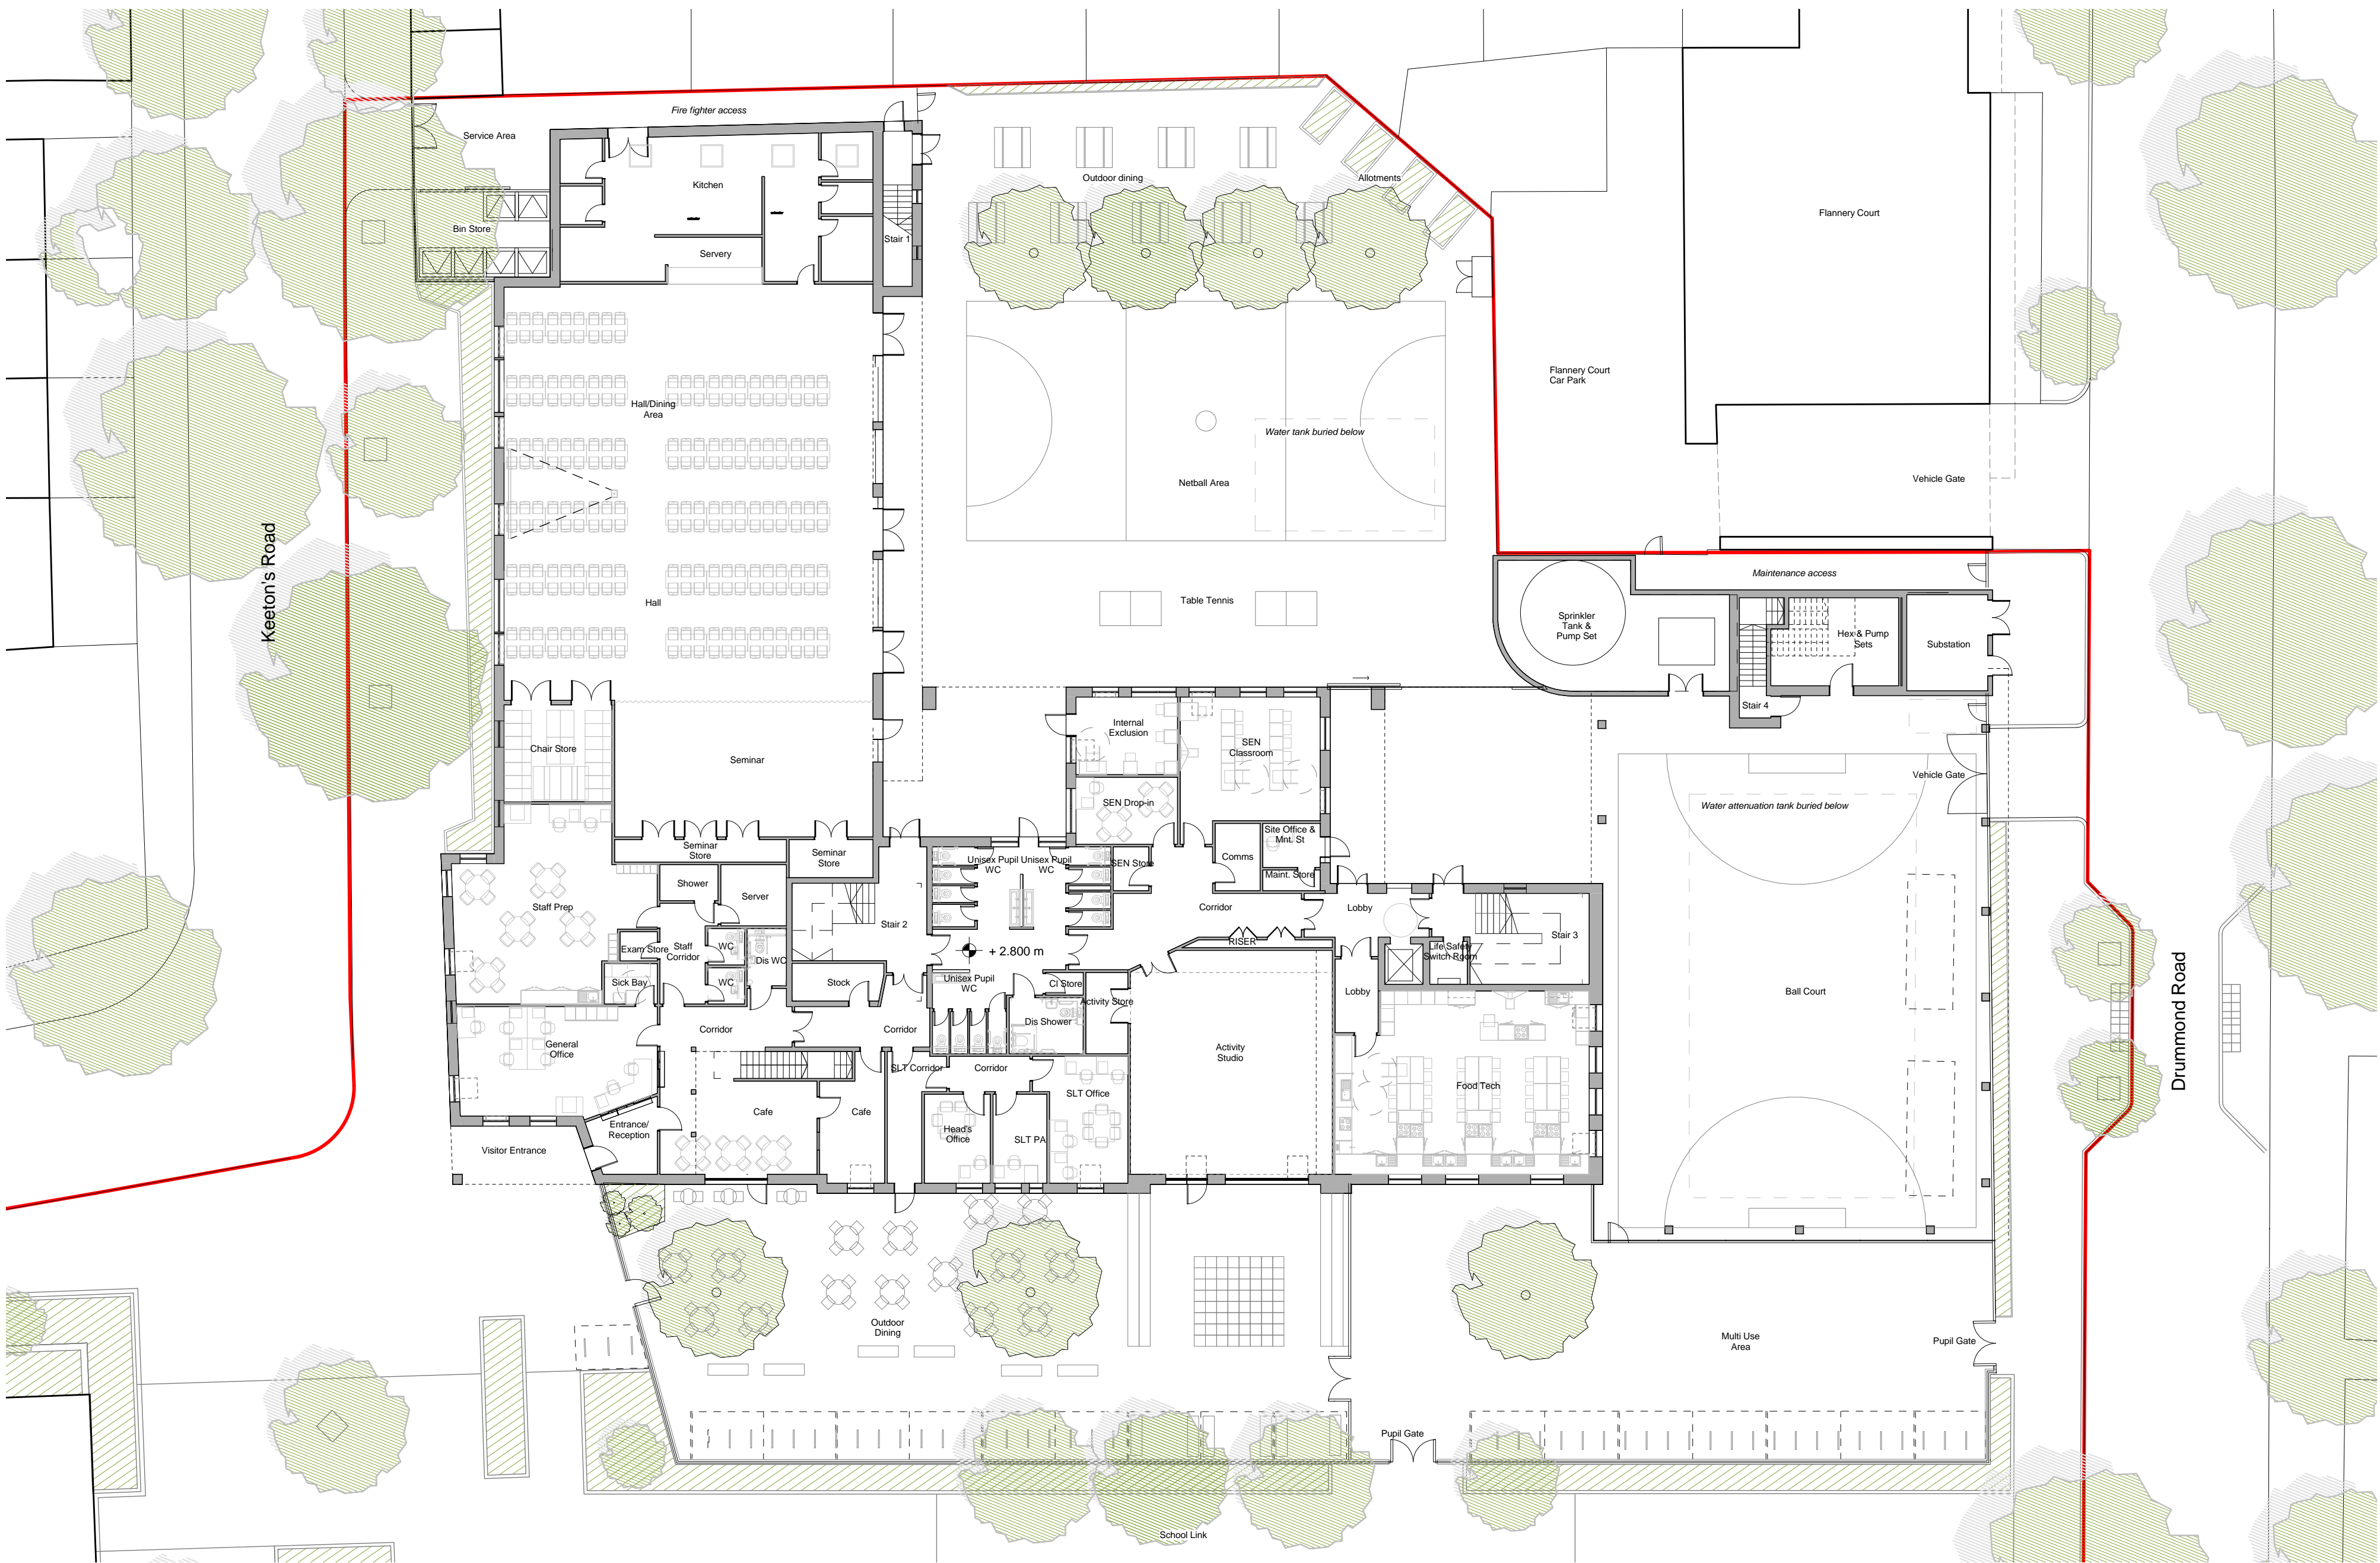 Fire fighter access
Service Area
Kitchen
Outdoor dining
Allotments
Flannery Court
Bin Store
Stair 1
Servery
Flannery Court
Car Park
Hall/Dining
Area
Water tank buried below
Vehicle Gate
Netball Area
Keeton's Road
Maintenance access
Hall
Table Tennis
Sprinkler
Tank &
Pump Set
Hex & Pump
Sets
Substation
Stair 4
Internal
Exclusion
SEN
Classroom
Chair Store
Seminar
Vehicle Gate
SEN Drop-in
Water attenuation tank buried below
Seminar
Store
Seminar
Store
Unisex Pupil
WC
Unisex Pupil
WC
SEN Store
Comms
Site Office &
Mnt. St
Maint. Store
Shower
Server
Staff Prep
Stair 2
Corridor
Lobby
Stair 3
Exam Store
Staff
Corridor
WC
Dis WC
+ 2.800 m
RISER
Life Safety
Switch Room
Sick Bay
WC
Stock
Unisex Pupil
WC
Cl Store
Activity Store
Lobby
Ball Court
Drummond Road
General
Office
Corridor
Corridor
Dis Shower
Activity
Studio
SLT Corridor
Corridor
SLT Office
Food Tech
Cafe
Cafe
Entrance/
Reception
Head's
Office
SLT PA
Visitor Entrance
Outdoor
Dining
Multi Use
Area
Pupil Gate
Pupil Gate
School Link